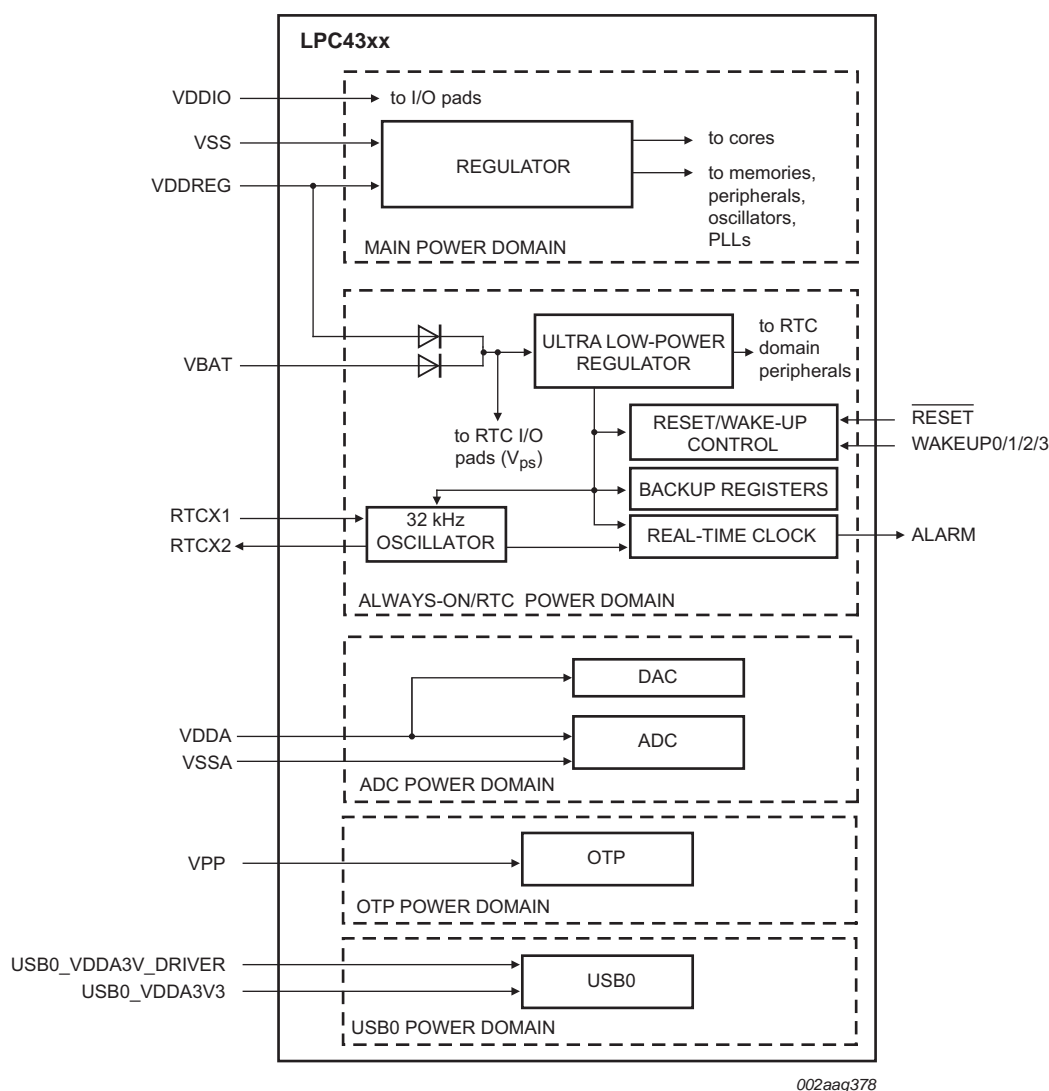 LPC43xx
VDDIO
to I/O pads
VSS
VDDREG
REGULATOR
to cores
to memories,
peripherals,
oscillators,
PLLs
MAIN POWER DOMAIN
VBAT
ULTRA LOW-POWER
REGULATOR
to RTC
domain
peripherals
to RTC I/O
pads (Vps)
RESET/WAKE-UP
CONTROL
RESET
WAKEUP0/1/2/3
BACKUP REGISTERS
RTCX1
RTCX2
32 kHz
OSCILLATOR
REAL-TIME CLOCK
ALARM
ALWAYS-ON/RTC POWER DOMAIN
DAC
VDDA
VSSA
ADC
ADC POWER DOMAIN
VPP
OTP
OTP POWER DOMAIN
USB0_VDDA3V_DRIVER
USB0_VDDA3V3
USB0
USB0 POWER DOMAIN
002aag378